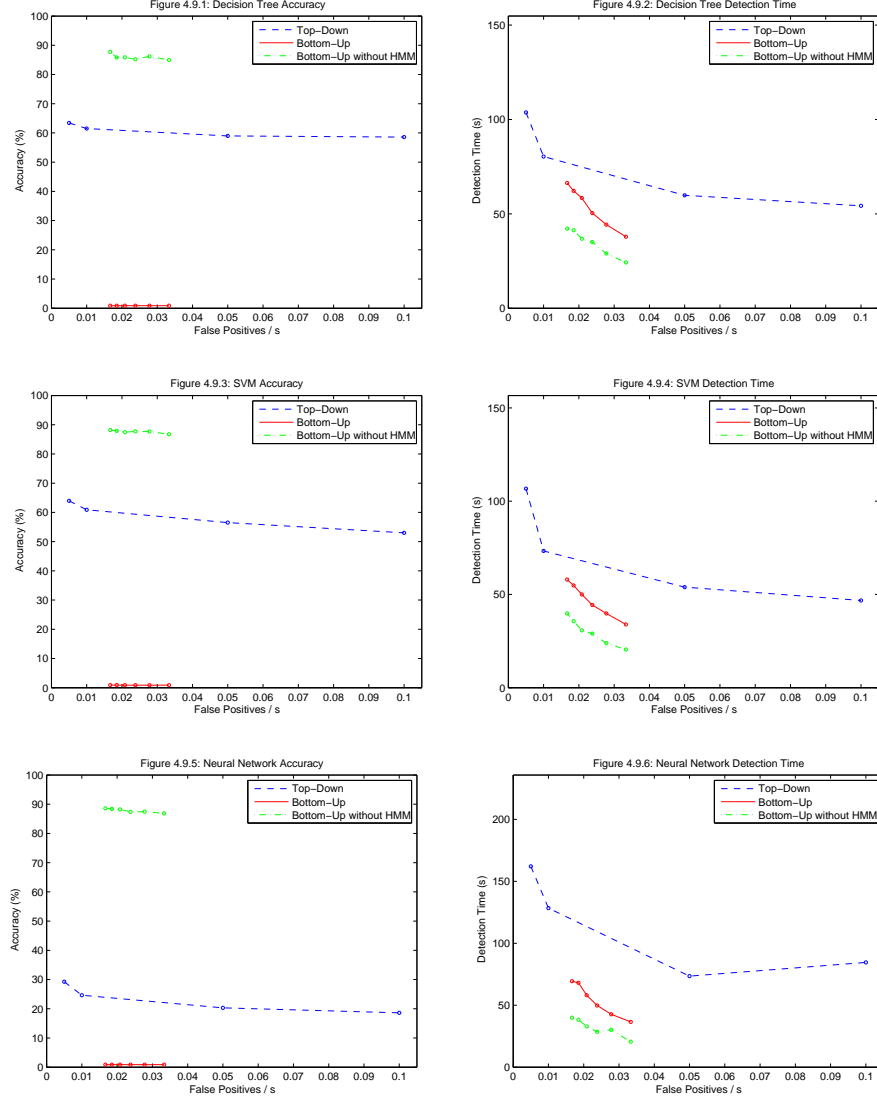 Figure 4.9.1: Decision Tree Accuracy
100
90
80
70
60
50
40
30
20
10
0
Accuracy (%)
0 0.01 0.02 0.03 0.04 0.05 0.06 0.07 0.08 0.09 0.1
False Positives / s
Top-Down
Bottom-Up
Bottom-Up without HMM
Figure 4.9.2: Decision Tree Detection Time
150
100
50
0
Detection Time (s)
0 0.01 0.02 0.03 0.04 0.05 0.06 0.07 0.08 0.09 0.1
False Positives / s
Top-Down
Bottom-Up
Bottom-Up without HMM
Figure 4.9.3: SVM Accuracy
100
90
80
70
60
50
40
30
20
10
0
Accuracy (%)
0 0.01 0.02 0.03 0.04 0.05 0.06 0.07 0.08 0.09 0.1
False Positives / s
Top-Down
Bottom-Up
Bottom-Up without HMM
Figure 4.9.4: SVM Detection Time
150
100
50
0
Detection Time (s)
0 0.01 0.02 0.03 0.04 0.05 0.06 0.07 0.08 0.09 0.1
False Positives / s
Top-Down
Bottom-Up
Bottom-Up without HMM
Figure 4.9.5: Neural Network Accuracy
100
90
80
70
60
50
40
30
20
10
0
Accuracy (%)
0 0.01 0.02 0.03 0.04 0.05 0.06 0.07 0.08 0.09 0.1
False Positives / s
Top-Down
Bottom-Up
Bottom-Up without HMM
Figure 4.9.6: Neural Network Detection Time
200
150
100
50
0
Detection Time (s)
0 0.01 0.02 0.03 0.04 0.05 0.06 0.07 0.08 0.09 0.1
False Positives / s
Top-Down
Bottom-Up
Bottom-Up without HMM